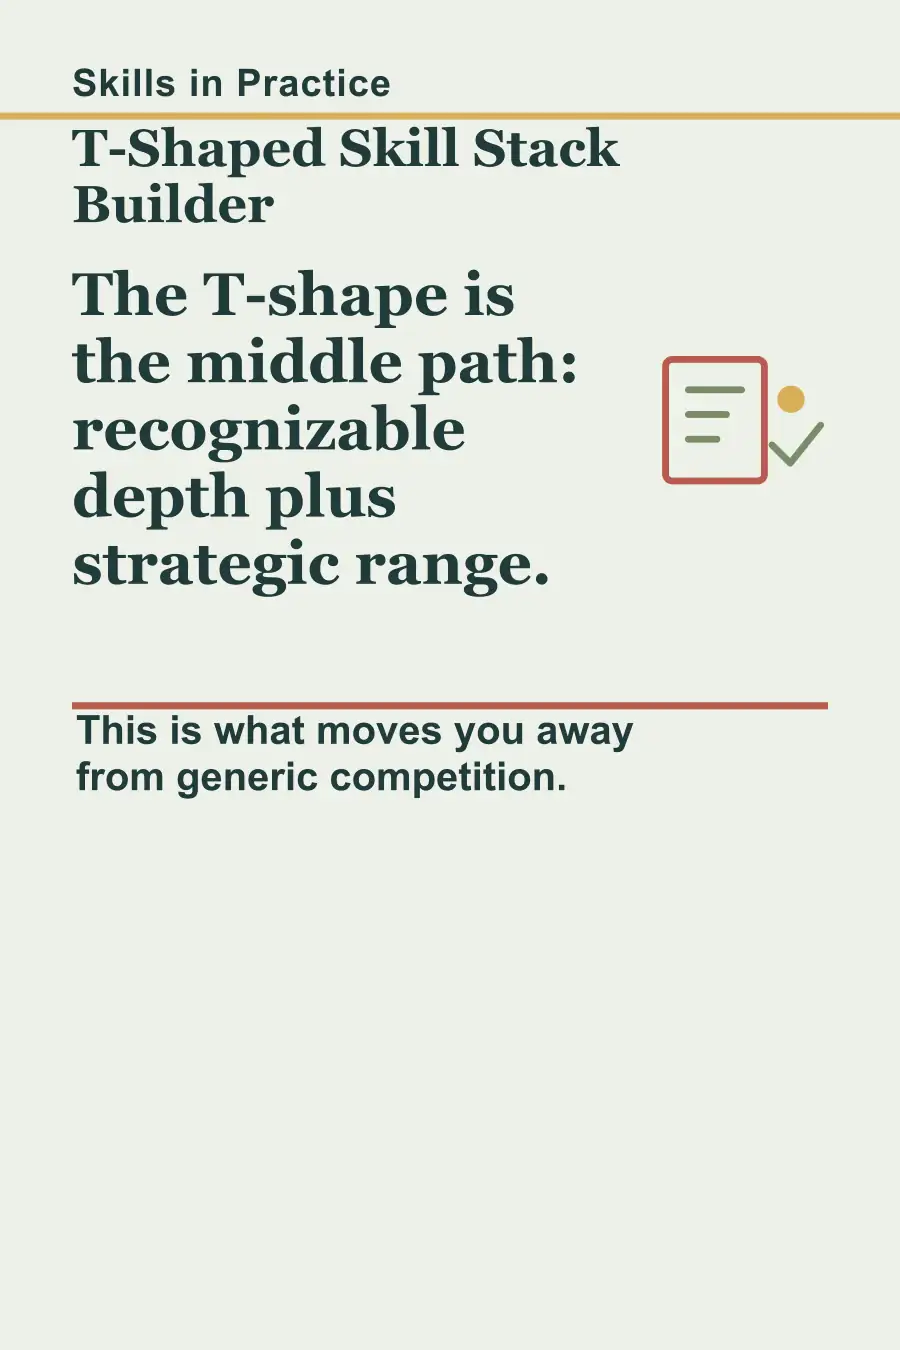 Skills in Practice
T-Shaped Skill Stack
Builder
The T-shape is
the middle path:
recognizable
depth plus
strategic range.
This is what moves you away
from generic competition.